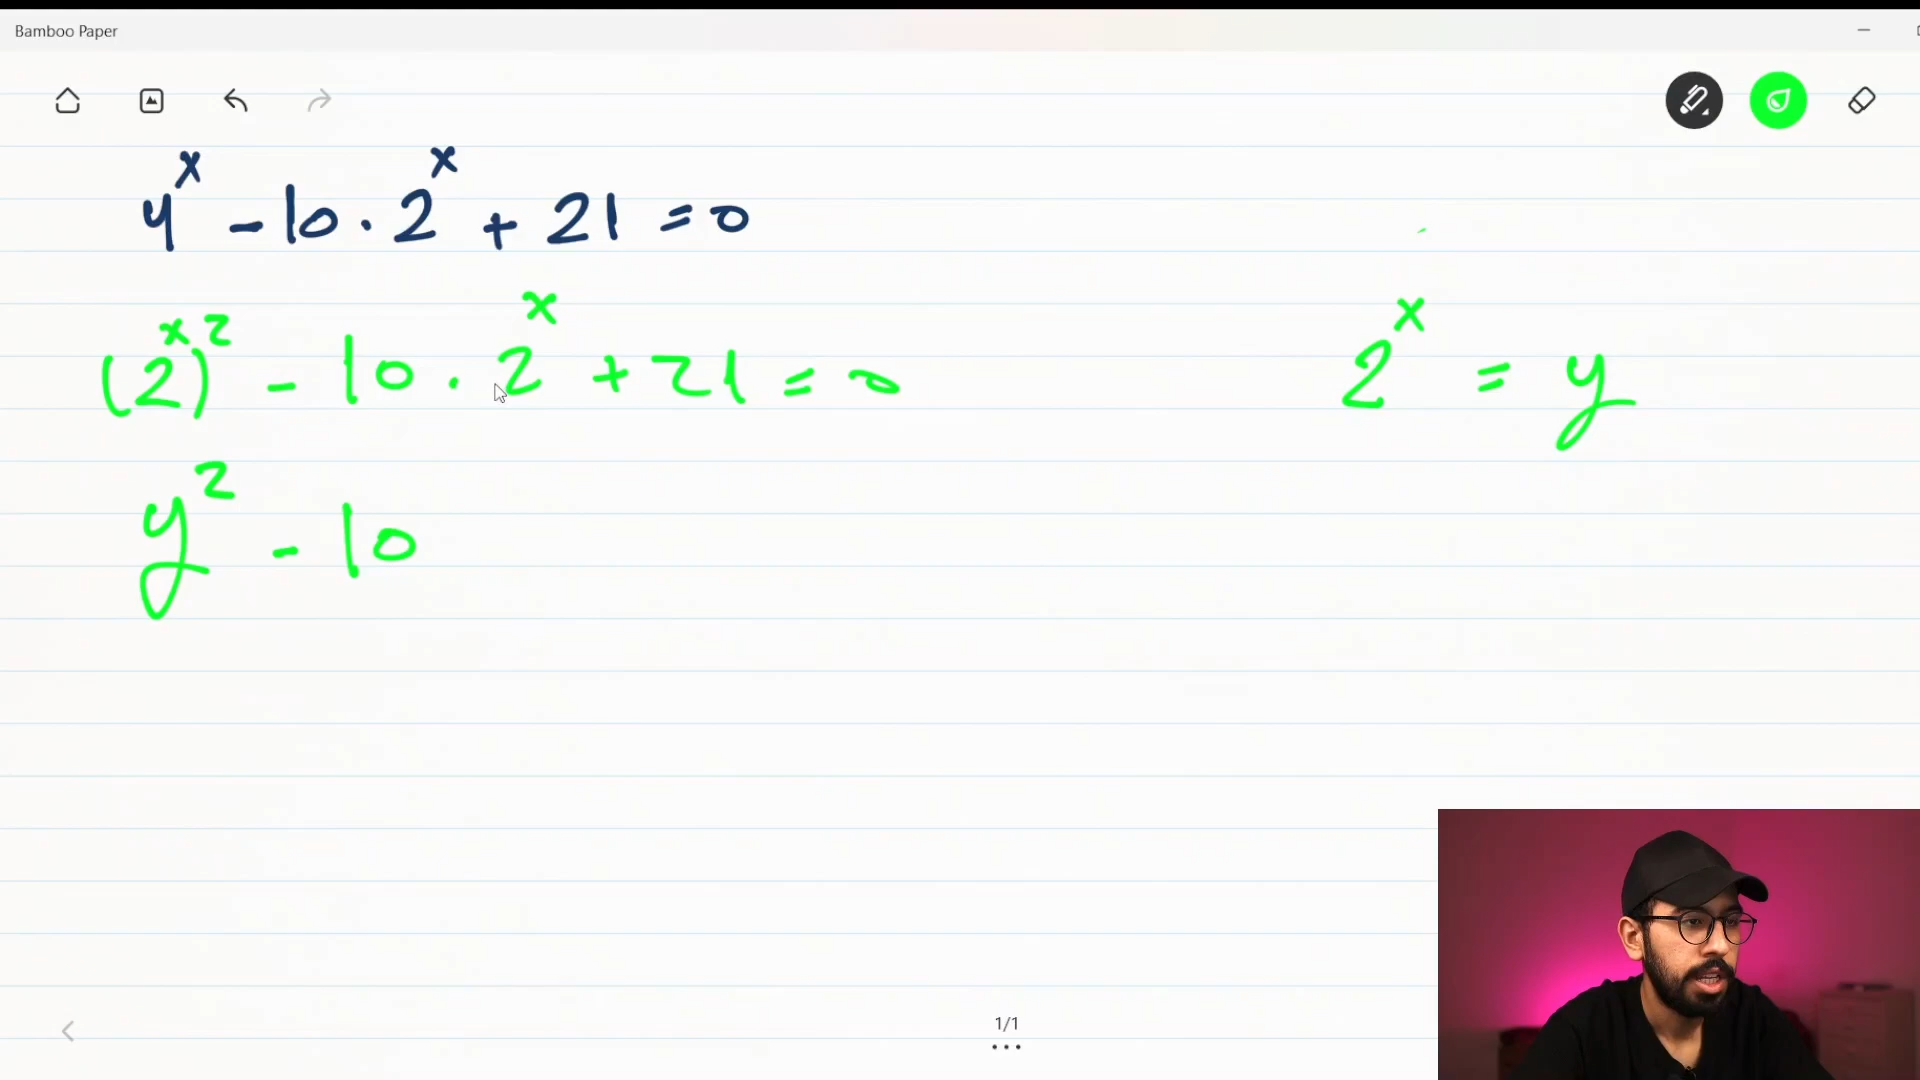 Bamboo Paper
4^x - 10 · 2^x + 21 = 0
(2^x)^2 - 10 · 2^x + 21 = 0
2^x = y
y^2 - 10
1/1